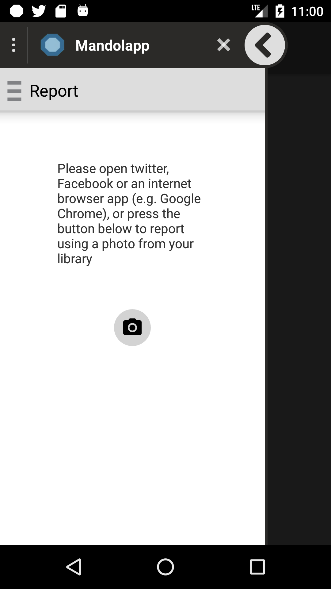 LTE 11:00
Mandolapp
Report
Please open twitter,
Facebook or an internet
browser app (e.g. Google
Chrome), or press the
button below to report
using a photo from your
library